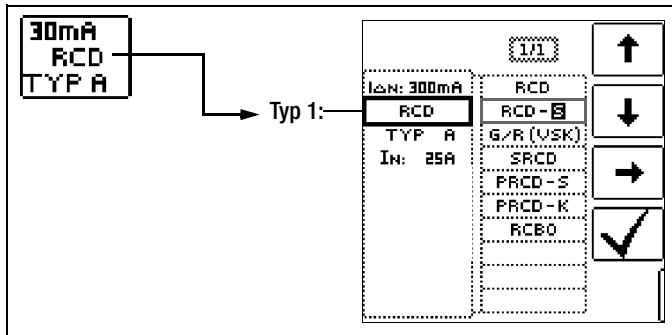 30mA
RCD
TYP A
Typ 1:
1/1
I∆N: 300mA
RCD
TYP A
IN: 25A
RCD
RCD-S
G/R (VSK)
SRCD
PRCD-S
PRCD-K
RCBO